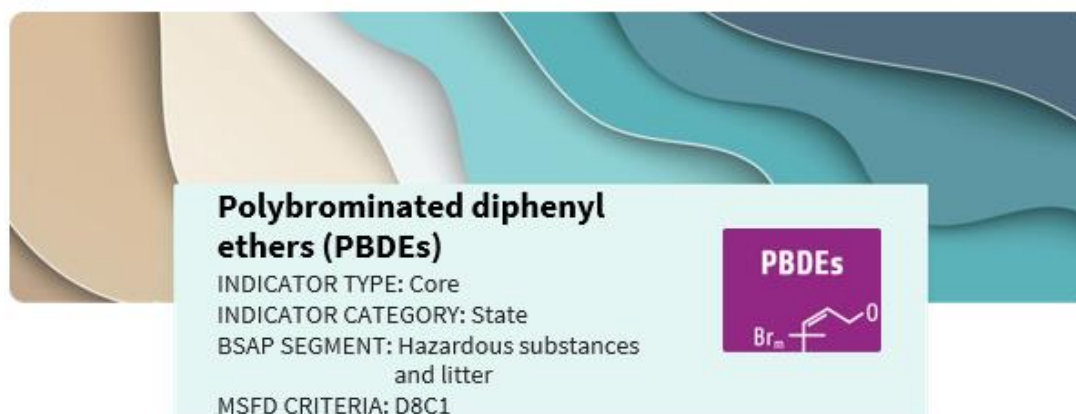 Polybrominated diphenyl
ethers (PBDEs)
INDICATOR TYPE: Core
INDICATOR CATEGORY: State
BSAP SEGMENT: Hazardous substances
and litter
MSFD CRITERIA: D8C1
PBDEs
O
Brm